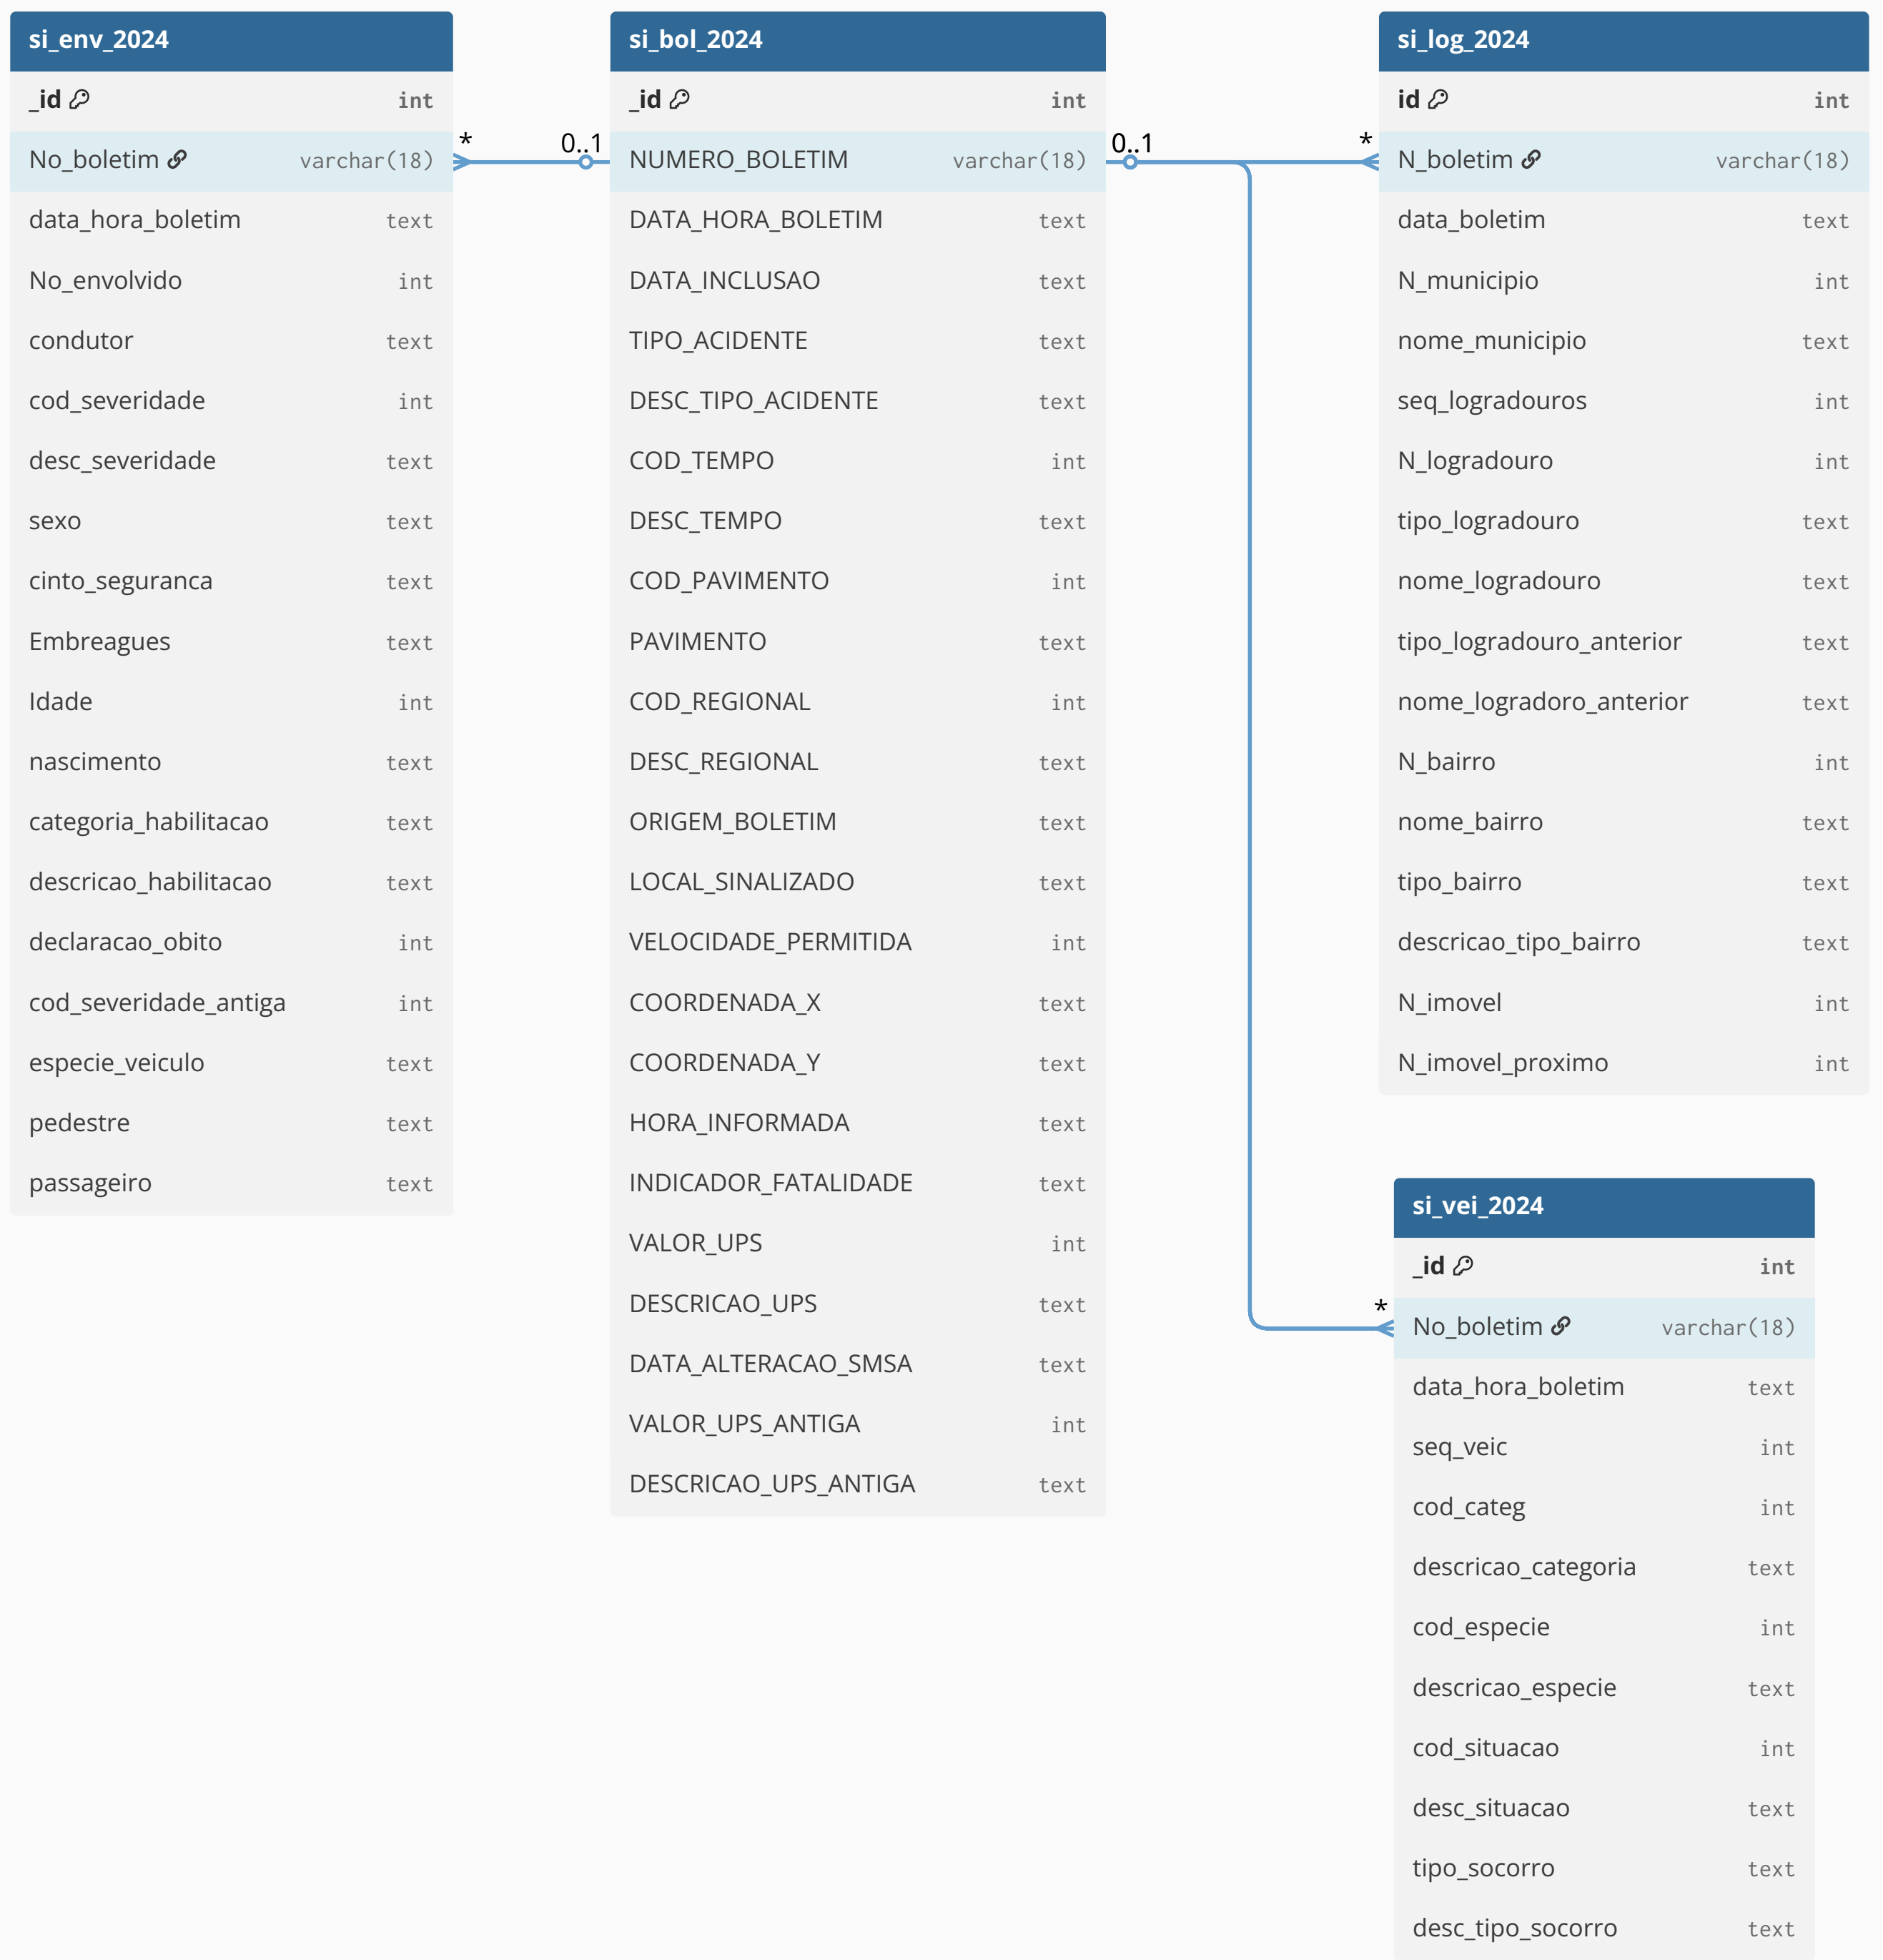 si_env_2024
_id int
No_boletim varchar(18)
data_hora_boletim text
No_envolvido int
condutor text
cod_severidade int
desc_severidade text
sexo text
cinto_seguranca text
Embreagues text
Idade int
nascimento text
categoria_habilitacao text
descricao_habilitacao text
declaracao_obito int
cod_severidade_antiga int
especie_veiculo text
pedestre text
passageiro text
* 0..1
si_bol_2024
_id int
NUMERO_BOLETIM varchar(18)
DATA_HORA_BOLETIM text
DATA_INCLUSAO text
TIPO_ACIDENTE text
DESC_TIPO_ACIDENTE text
COD_TEMPO int
DESC_TEMPO text
COD_PAVIMENTO int
PAVIMENTO text
COD_REGIONAL int
DESC_REGIONAL text
ORIGEM_BOLETIM text
LOCAL_SINALIZADO text
VELOCIDADE_PERMITIDA int
COORDENADA_X text
COORDENADA_Y text
HORA_INFORMADA text
INDICADOR_FATALIDADE text
VALOR_UPS int
DESCRICAO_UPS text
DATA_ALTERACAO_SMSA text
VALOR_UPS_ANTIGA int
DESCRICAO_UPS_ANTIGA text
0..1 *
si_log_2024
id int
N_boletim varchar(18)
data_boletim text
N_municipio int
nome_municipio text
seq_logradouros int
N_logradouro int
tipo_logradouro text
nome_logradouro text
tipo_logradouro_anterior text
nome_logradoro_anterior text
N_bairro int
nome_bairro text
tipo_bairro text
descricao_tipo_bairro text
N_imovel int
N_imovel_proximo int
*
si_vei_2024
_id int
No_boletim varchar(18)
data_hora_boletim text
seq_veic int
cod_categ int
descricao_categoria text
cod_especie int
descricao_especie text
cod_situacao int
desc_situacao text
tipo_socorro text
desc_tipo_socorro text